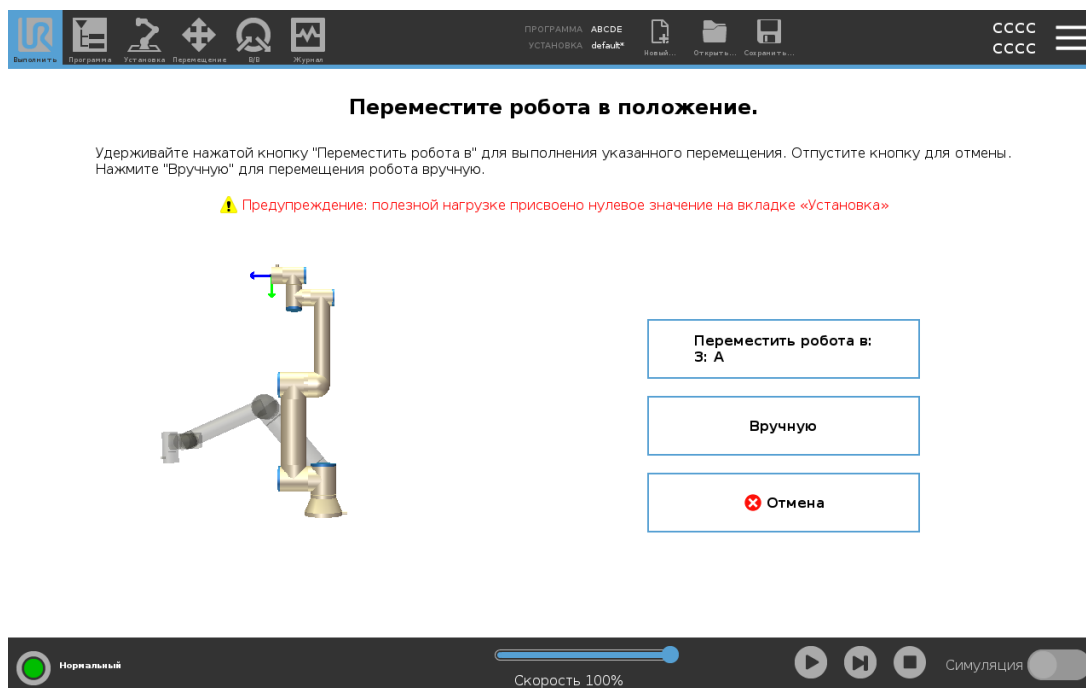 ПРОГРАММА ABCDE
УСТАНОВКА default*
CCCC
CCCC
Выполнить Программа Установка Перемещение В/В Журнал Новый... Открыть... Сохранить...
Переместите робота в положение.
Удерживайте нажатой кнопку "Переместить робота в" для выполнения указанного перемещения. Отпустите кнопку для отмены.
Нажмите "Вручную" для перемещения робота вручную.
Предупреждение: полезной нагрузке присвоено нулевое значение на вкладке «Установка»
Переместить робота в:
3: A
Вручную
Отмена
Нормальный
Скорость 100%
Симуляция